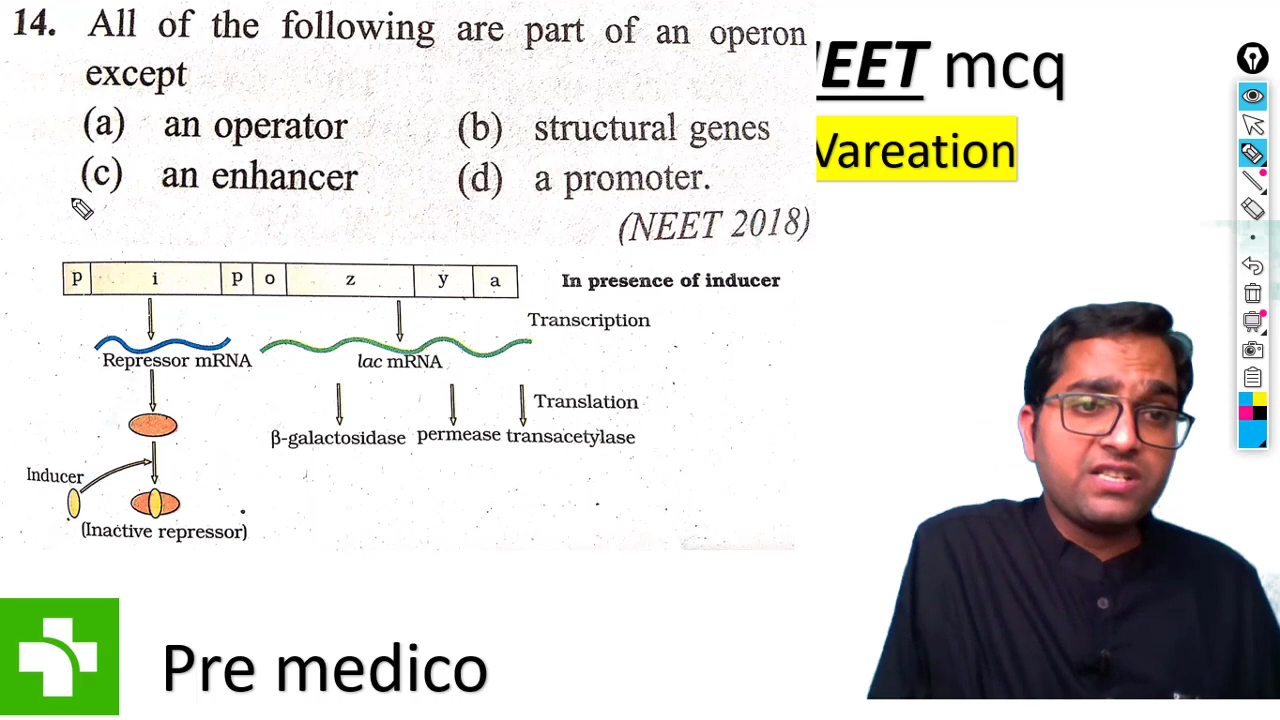 14. All of the following are part of an operon
except
(a) an operator (b) structural genes
(c) an enhancer (d) a promoter.
(NEET 2018)
EET mcq
Vareation
p i p o z y a In presence of inducer
Transcription
Repressor mRNA lac mRNA
Translation
β-galactosidase permease transacetylase
Inducer
(Inactive repressor)
Pre medico